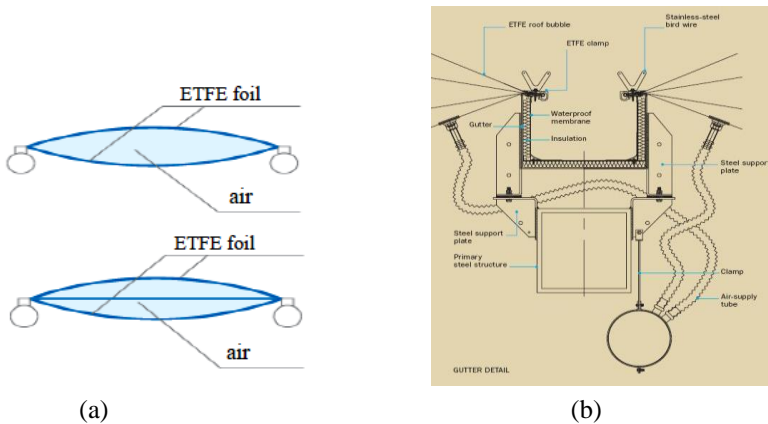 ETFE foil
air
ETFE foil
air
(a)
ETFE roof bubble
Stainless-steel
bird wire
ETFE clamp
Waterproof
membrane
Gutter
Insulation
Steel support
plate
Steel support
plate
Primary
steel structure
Clamp
Air-supply
tube
GUTTER DETAIL
(b)